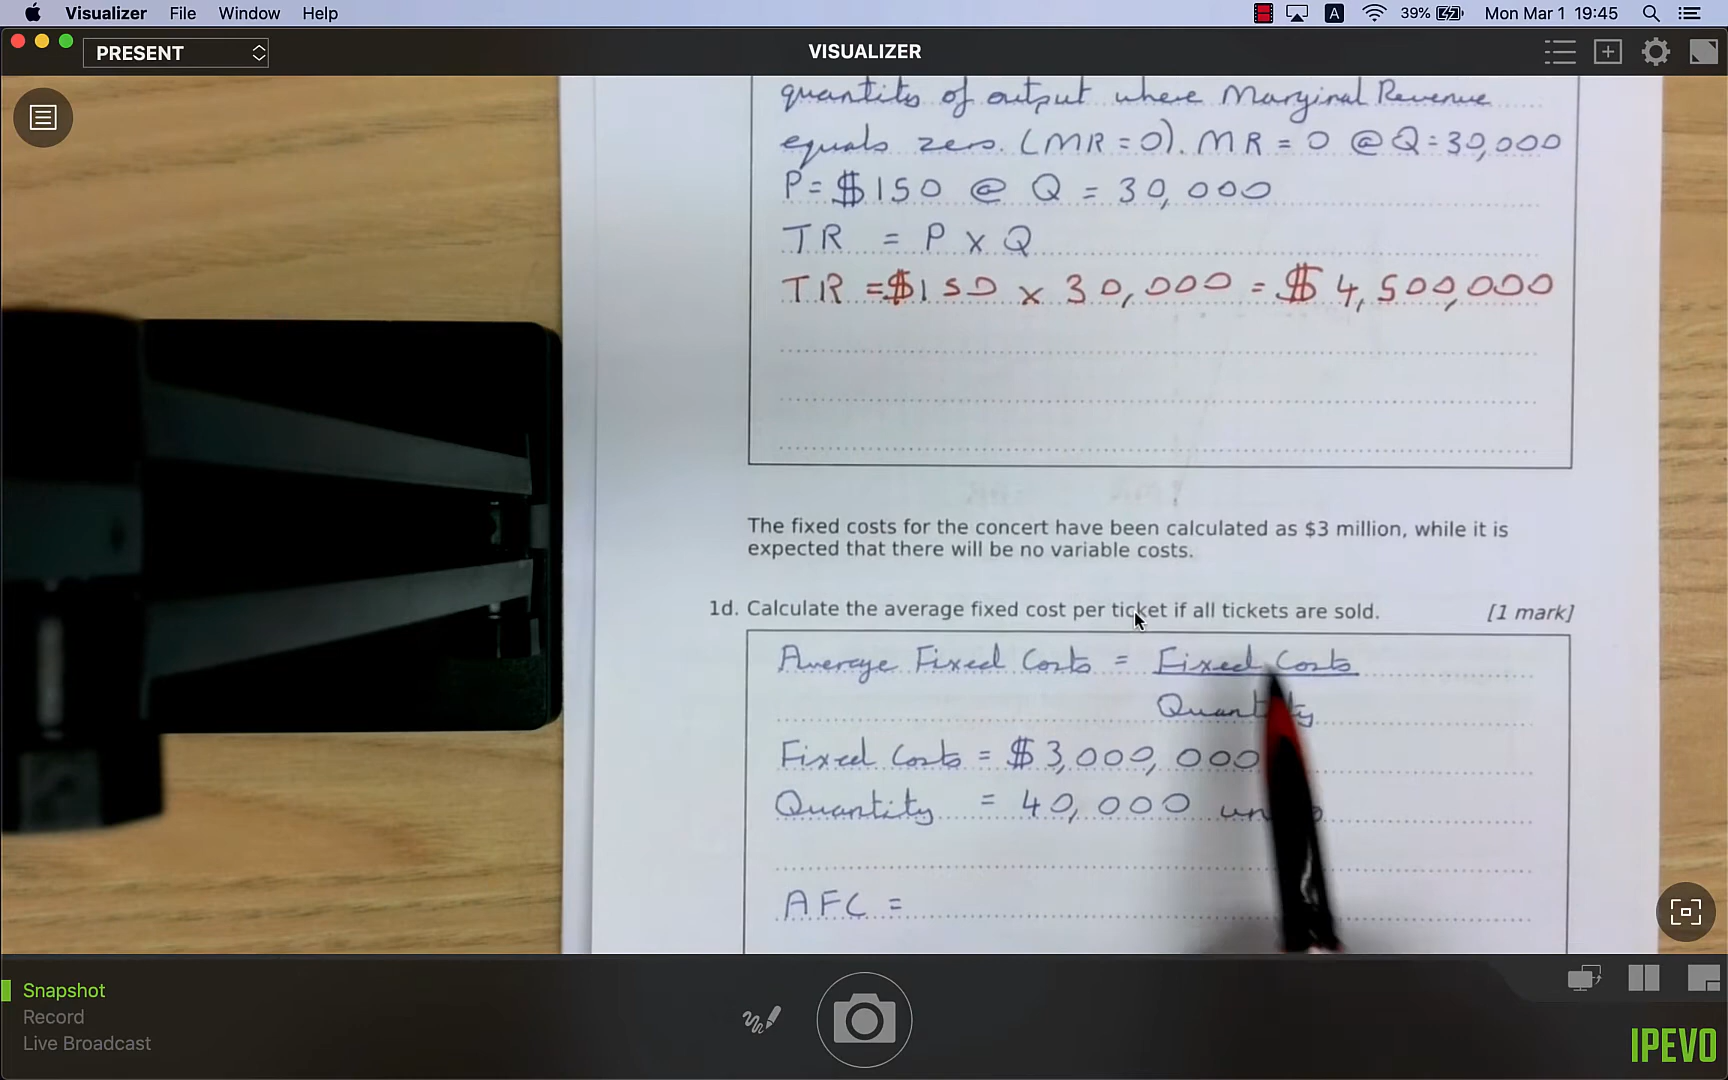 Visualizer File Window Help A 39% Mon Mar 1 19:45
PRESENT VISUALIZER
quantity of output where Marginal Revenue
equals zero. (MR = 0). MR = 0 @ Q = 30,000
P = $150 @ Q = 30,000
TR = P x Q
TR = $150 x 30,000 = $4,500,000
The fixed costs for the concert have been calculated as $3 million, while it is
expected that there will be no variable costs.
1d. Calculate the average fixed cost per ticket if all tickets are sold. [1 mark]
Average Fixed Costs = Fixed Costs
Quantity
Fixed Costs = $3,000,000
Quantity = 40,000
AFC =
Snapshot
Record
Live Broadcast
IPEVO